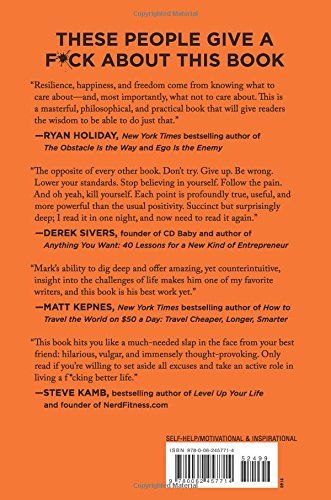 THESE PEOPLE GIVE A
F*CK ABOUT THIS BOOK
"Resilience, happiness, and freedom come from knowing what
to care about—and, most importantly, what not to care about. This is
a masterful, philosophical, and practical book that will give readers
the wisdom to be able to do just that."
—RYAN HOLIDAY, New York Times bestselling author of
The Obstacle Is the Way and Ego Is the Enemy
"The opposite of every other book. Don't try. Give up. Be wrong.
Lower your standards. Stop believing in yourself. Follow the pain.
And oh yeah, kill yourself. Each point is profoundly true, useful, and
more powerful than the usual positivity. Succinct but surprisingly
deep; I read it in one night, and now need to read it again."
—DEREK SIVERS, founder of CD Baby and author of
Anything You Want: 40 Lessons for a New Kind of Entrepreneur
"Mark's ability to dig deep and offer amazing, yet counterintuitive,
insight into the challenges of life makes him one of my favorite
writers, and this book is his best work yet."
—MATT KEPNES, New York Times bestselling author of How to
Travel the World on $50 a Day: Travel Cheaper, Longer, Smarter
"This book hits you like a much-needed slap in the face from your best
friend: hilarious, vulgar, and immensely thought-provoking. Only
read if you're willing to set aside all excuses and take an active role in
living a f*cking better life."
—STEVE KAMB, bestselling author of Level Up Your Life
and founder of NerdFitness.com
SELF-HELP/MOTIVATIONAL & INSPIRATIONAL
ISBN 978-0-06-245771-4
52499
9 780062 457714